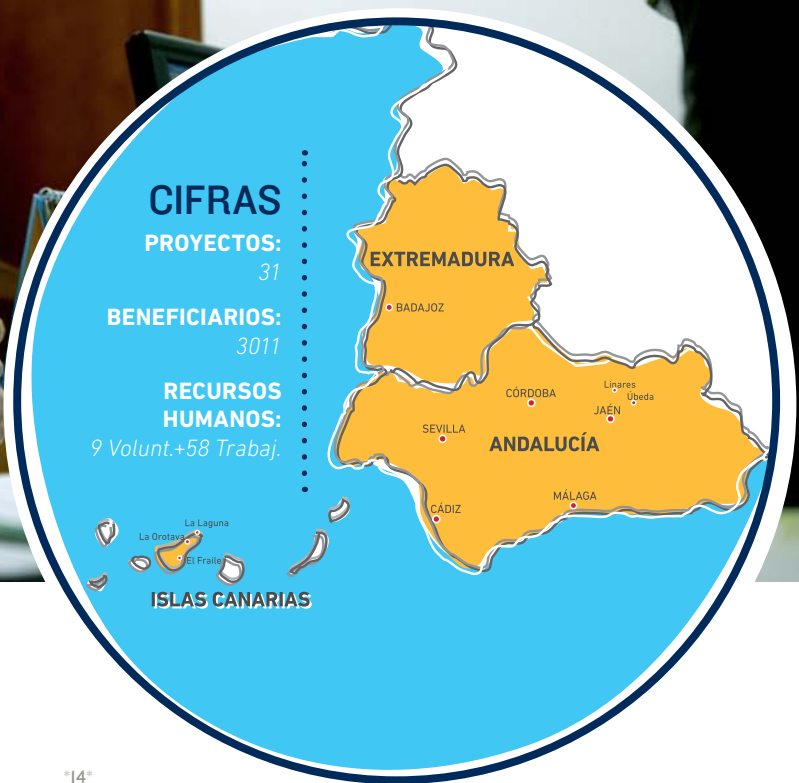 CIFRAS
PROYECTOS:
31
BENEFICIARIOS:
3011
RECURSOS
HUMANOS:
9 Volunt.+58 Trabaj.
EXTREMADURA
BADAJOZ
CÓRDOBA
Linares
Úbeda
JAÉN
SEVILLA
ANDALUCÍA
CÁDIZ
MÁLAGA
La Laguna
La Orotava
El Fraile
ISLAS CANARIAS
*14*